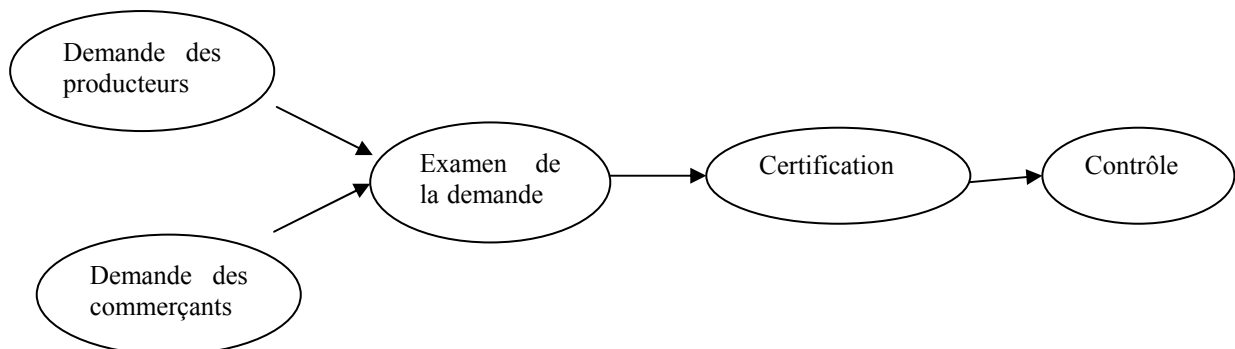 Demande des
producteurs
Examen de
la demande
Certification
Contrôle
Demande des
commerçants